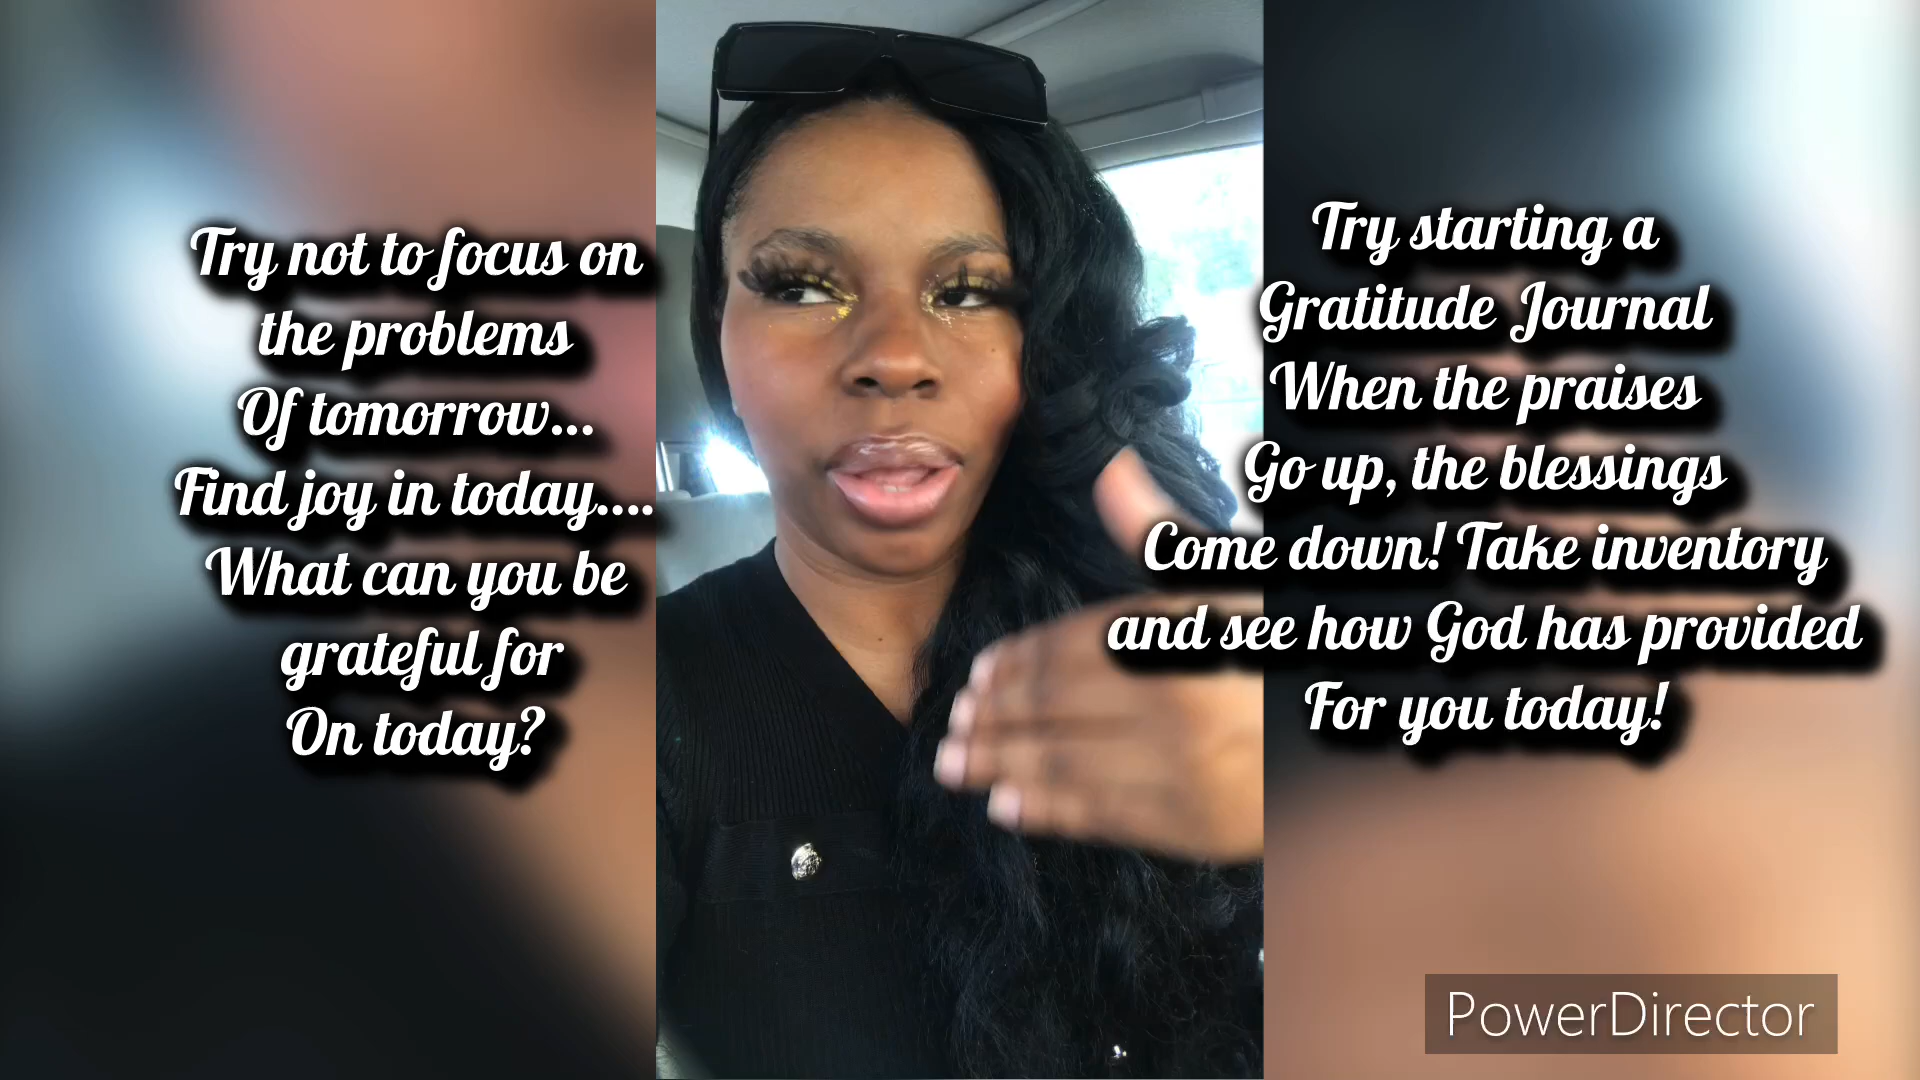 Try not to focus on
the problems
Of tomorrow...
Find joy in today....
What can you be
grateful for
On today?
Try starting a
Gratitude Journal
When the praises
Go up, the blessings
Come down! Take inventory
and see how God has provided
For you today!
PowerDirector